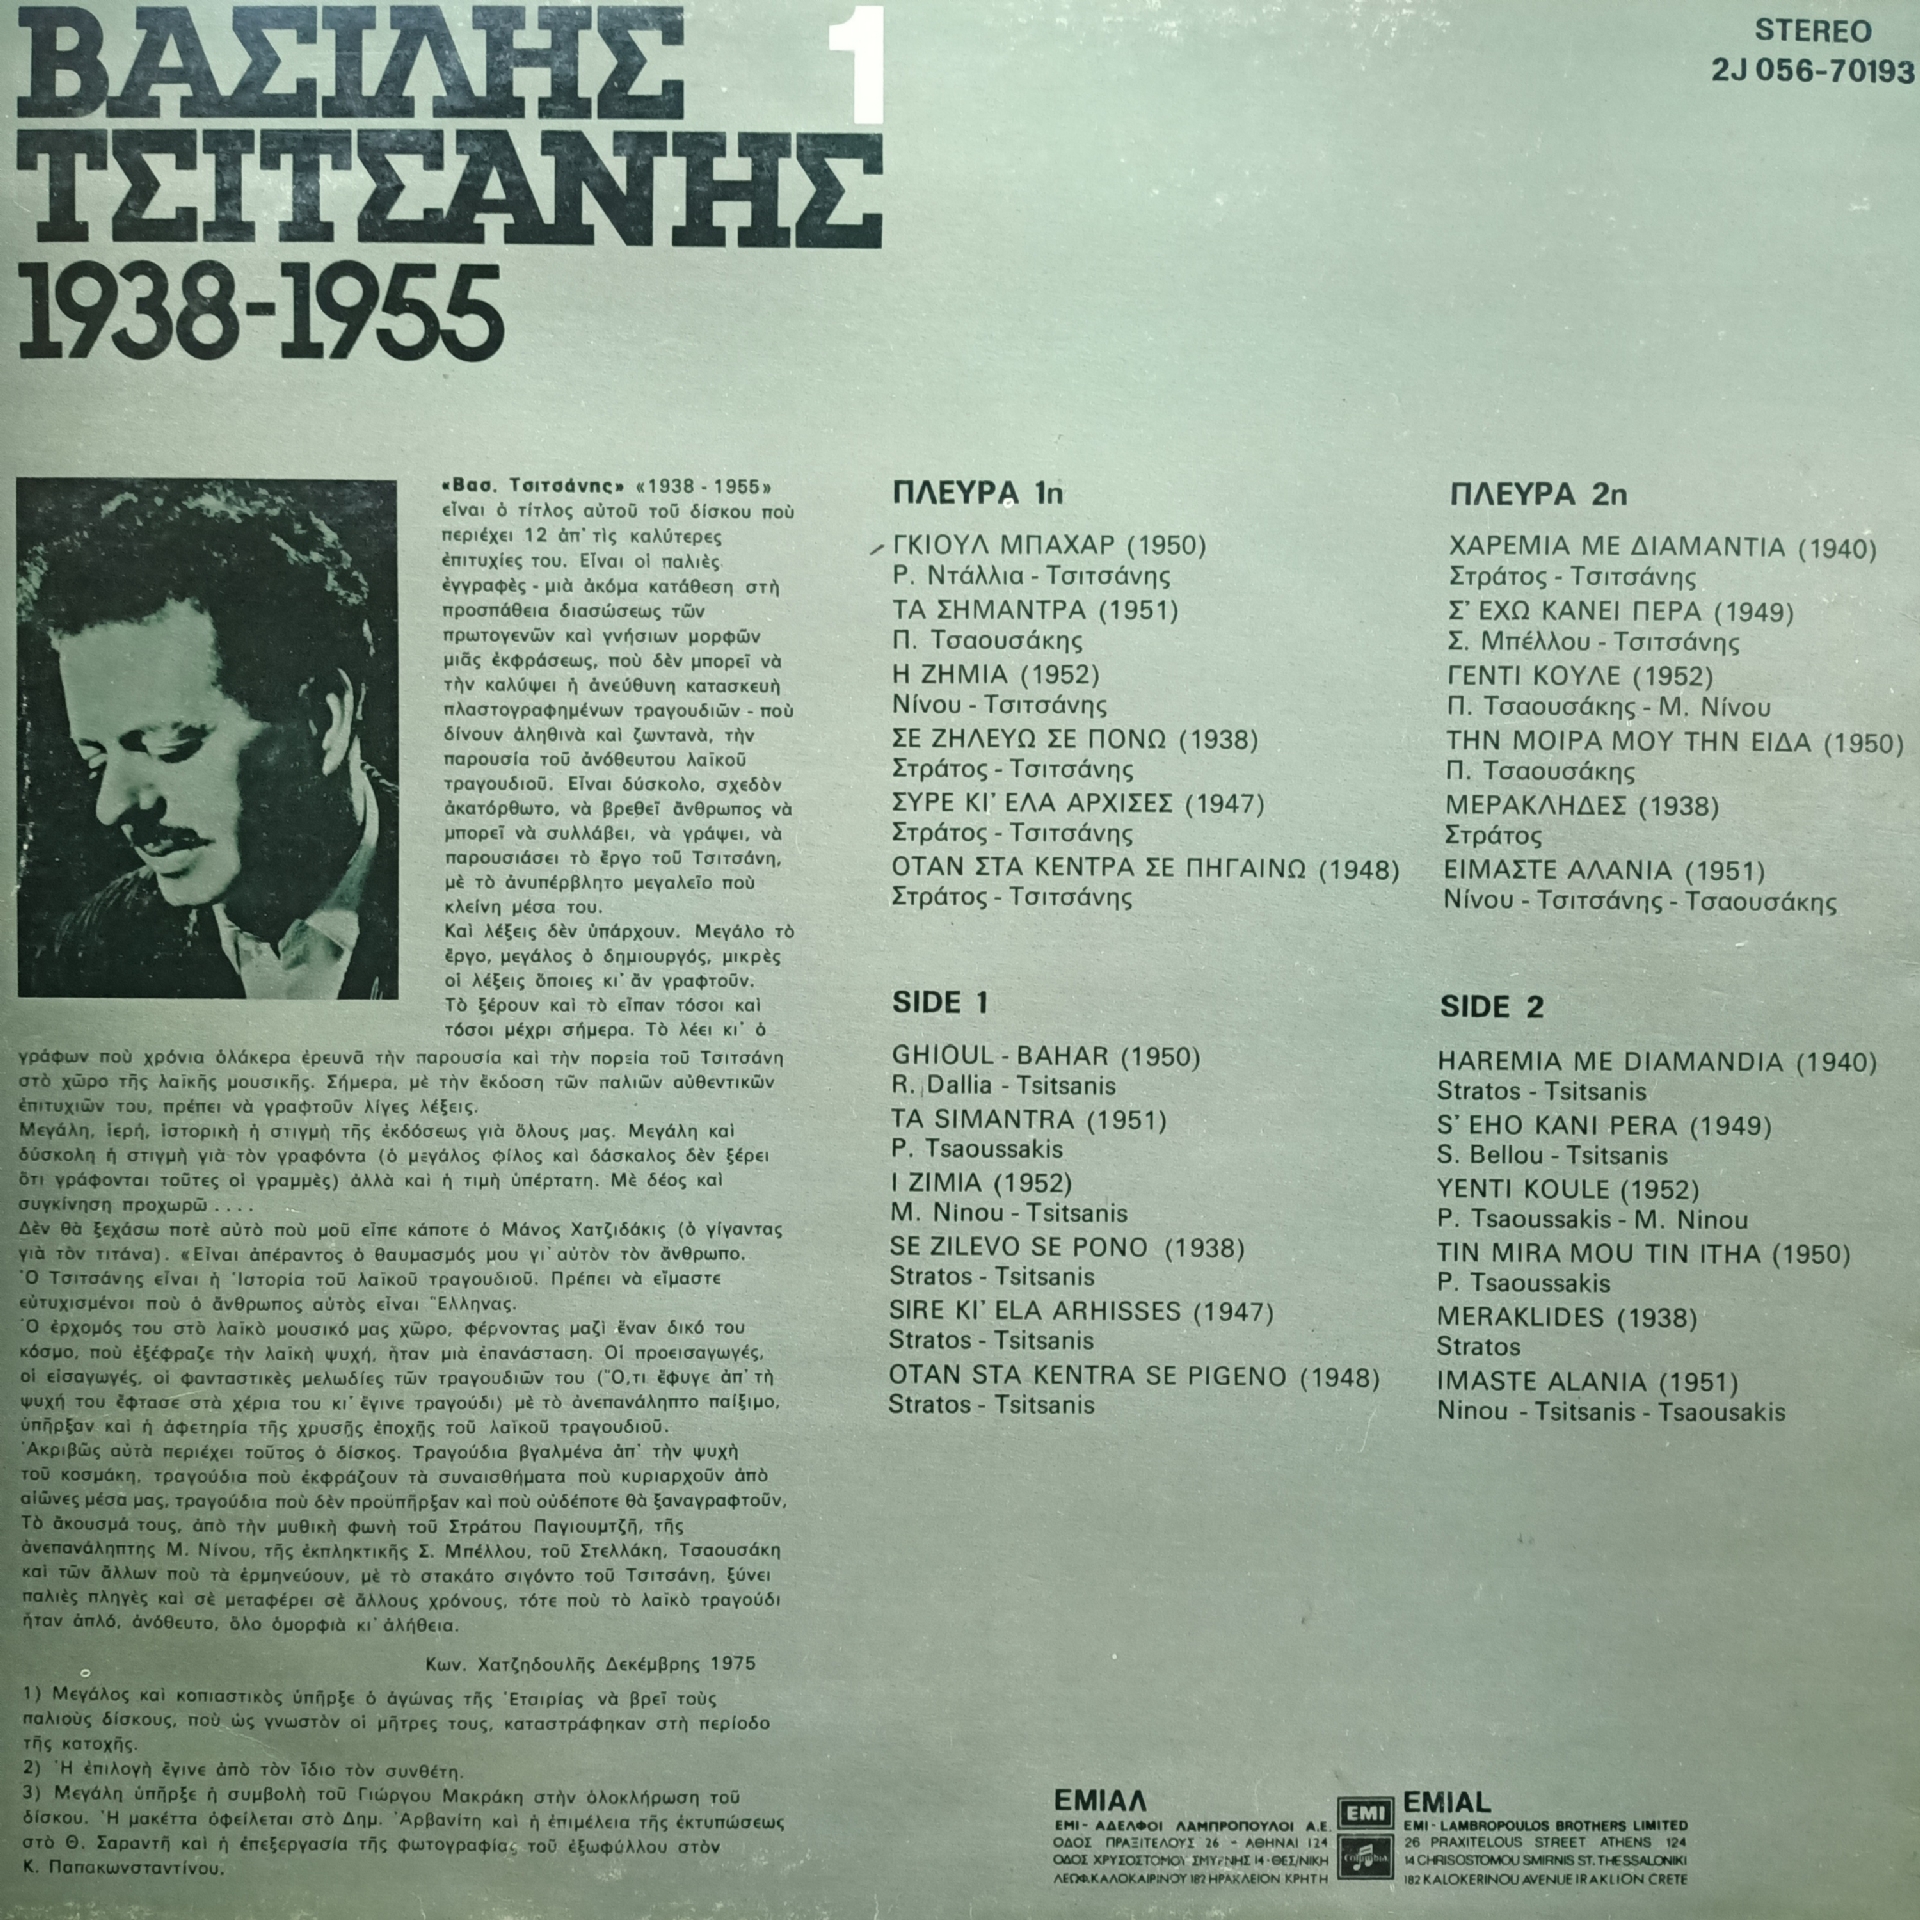 ΒΑΣΙΛΗΣ 1
ΤΣΙΤΣΑΝΗΣ
1938-1955
STEREO
2J 056-70193
«Βασ. Τσιτσάνης» «1938 - 1955»
εἶναι ὁ τίτλος αὐτοῦ τοῦ δίσκου ποὺ
περιέχει 12 ἀπ' τὶς καλύτερες
ἐπιτυχίες του. Εἶναι οἱ παλιὲς
ἐγγραφὲς - μιὰ ἀκόμα κατάθεση στὴ
προσπάθεια διασώσεως τῶν
πρωτογενῶν καὶ γνήσιων μορφῶν
μιᾶς ἐκφράσεως, ποὺ δὲν μπορεῖ νὰ
τὴν καλύψει ἡ ἀνεύθυνη κατασκευὴ
πλαστογραφημένων τραγουδιῶν - ποὺ
δίνουν ἀληθινὰ καὶ ζωντανὰ, τὴν
παρουσία τοῦ ἀνόθευτου λαϊκοῦ
τραγουδιοῦ. Εἶναι δύσκολο, σχεδὸν
ἀκατόρθωτο, νὰ βρεθεῖ ἄνθρωπος νὰ
μπορεῖ νὰ συλλάβει, νὰ γράψει, νὰ
παρουσιάσει τὸ ἔργο τοῦ Τσιτσάνη,
μὲ τὸ ἀνυπέρβλητο μεγαλεῖο ποὺ
κλείνη μέσα του.
Καὶ λέξεις δὲν ὑπάρχουν. Μεγάλο τὸ
ἔργο, μεγάλος ὁ δημιουργός, μικρὲς
οἱ λέξεις ὅποιες κι' ἄν γραφτοῦν.
Τὸ ξέρουν καὶ τὸ εἶπαν τόσοι καὶ
τόσοι μέχρι σήμερα. Τὸ λέει κι' ὁ
γράφων ποὺ χρόνια ὁλάκερα ἐρευνᾶ τὴν παρουσία καὶ τὴν πορεία τοῦ Τσιτσάνη
στὸ χῶρο τῆς λαϊκῆς μουσικῆς. Σήμερα, μὲ τὴν ἔκδοση τῶν παλιῶν αὐθεντικῶν
ἐπιτυχιῶν του, πρέπει νὰ γραφτοῦν λίγες λέξεις.
Μεγάλη, ἱερή, ἱστορικὴ ἡ στιγμὴ τῆς ἐκδόσεως γιὰ ὅλους μας. Μεγάλη καὶ
δύσκολη ἡ στιγμὴ γιὰ τὸν γραφόντα (ὁ μεγάλος φίλος καὶ δάσκαλος δὲν ξέρει
ὅτι γράφονται τοῦτες οἱ γραμμὲς) ἀλλὰ καὶ ἡ τιμὴ ὑπέρτατη. Μὲ δέος καὶ
συγκίνηση προχωρῶ ....
Δὲν θὰ ξεχάσω ποτὲ αὐτὸ ποὺ μοῦ εἶπε κάποτε ὁ Μάνος Χατζιδάκις (ὁ γίγαντας
γιὰ τὸν τιτάνα). «Εἶναι ἀπέραντος ὁ θαυμασμός μου γι' αὐτὸν τὸν ἄνθρωπο.
Ὁ Τσιτσάνης εἶναι ἡ Ἱστορία τοῦ λαϊκοῦ τραγουδιοῦ. Πρέπει νὰ εἴμαστε
εὐτυχισμένοι ποὺ ὁ ἄνθρωπος αὐτὸς εἶναι Ἕλληνας.
Ὁ ἐρχομός του στὸ λαϊκὸ μουσικό μας χῶρο, φέρνοντας μαζὶ ἕναν δικό του
κόσμο, ποὺ ἐξέφραζε τὴν λαϊκὴ ψυχή, ἦταν μιὰ ἐπανάσταση. Οἱ προεισαγωγές,
οἱ εἰσαγωγές, οἱ φανταστικὲς μελωδίες τῶν τραγουδιῶν του (Ὅ,τι ἔφυγε ἀπ' τὴ
ψυχή του ἔφτασε στὰ χέρια του κι' ἔγινε τραγούδι) μὲ τὸ ἀνεπανάληπτο παίξιμο,
ὑπῆρξαν καὶ ἡ ἀφετηρία τῆς χρυσῆς ἐποχῆς τοῦ λαϊκοῦ τραγουδιοῦ.
Ἀκριβῶς αὐτὰ περιέχει τοῦτος ὁ δίσκος. Τραγούδια βγαλμένα ἀπ' τὴν ψυχὴ
τοῦ κοσμάκη, τραγούδια ποὺ ἐκφράζουν τὰ συναισθήματα ποὺ κυριαρχοῦν ἀπὸ
αἰῶνες μέσα μας, τραγούδια ποὺ δὲν προϋπῆρξαν καὶ ποὺ οὐδέποτε θὰ ξαναγραφτοῦν,
Τὸ ἄκουσμά τους, ἀπὸ τὴν μυθικὴ φωνὴ τοῦ Στράτου Παγιουμτζῆ, τῆς
ἀνεπανάληπτης Μ. Νίνου, τῆς ἐκπληκτικῆς Σ. Μπέλλου, τοῦ Στελλάκη, Τσαουσάκη
καὶ τῶν ἄλλων ποὺ τὰ ἑρμηνεύουν, μὲ τὸ στακάτο σιγόντο τοῦ Τσιτσάνη, ξύνει
παλιὲς πληγὲς καὶ σὲ μεταφέρει σὲ ἄλλους χρόνους, τότε ποὺ τὸ λαϊκὸ τραγούδι
ἦταν ἁπλό, ἀνόθευτο, ὅλο ὁμορφιὰ κι' ἀλήθεια.
Κων. Χατζηδουλῆς Δεκέμβρης 1975
1) Μεγάλος καὶ κοπιαστικὸς ὑπῆρξε ὁ ἀγώνας τῆς Ἑταιρίας νὰ βρεῖ τοὺς
παλιοὺς δίσκους, ποὺ ὡς γνωστὸν οἱ μῆτρες τους, καταστράφηκαν στὴ περίοδο
τῆς κατοχῆς.
2) Ἡ ἐπιλογὴ ἔγινε ἀπὸ τὸν ἴδιο τὸν συνθέτη.
3) Μεγάλη ὑπῆρξε ἡ συμβολὴ τοῦ Γιώργου Μακράκη στὴν ὁλοκλήρωση τοῦ
δίσκου. Ἡ μακέττα ὀφείλεται στὸ Δημ. Ἀρβανίτη καὶ ἡ ἐπιμέλεια τῆς ἐκτυπώσεως
στὸ Θ. Σαραντῆ καὶ ἡ ἐπεξεργασία τῆς φωτογραφίας τοῦ ἐξωφύλλου στὸν
Κ. Παπακωνσταντίνου.
ΠΛΕΥΡΑ 1η
ΓΚΙΟΥΛ ΜΠΑΧΑΡ (1950)
Ρ. Ντάλλια - Τσιτσάνης
ΤΑ ΣΗΜΑΝΤΡΑ (1951)
Π. Τσαουσάκης
Η ΖΗΜΙΑ (1952)
Νίνου - Τσιτσάνης
ΣΕ ΖΗΛΕΥΩ ΣΕ ΠΟΝΩ (1938)
Στράτος - Τσιτσάνης
ΣΥΡΕ ΚΙ' ΕΛΑ ΑΡΧΙΣΕΣ (1947)
Στράτος - Τσιτσάνης
ΟΤΑΝ ΣΤΑ ΚΕΝΤΡΑ ΣΕ ΠΗΓΑΙΝΩ (1948)
Στράτος - Τσιτσάνης
ΠΛΕΥΡΑ 2η
ΧΑΡΕΜΙΑ ΜΕ ΔΙΑΜΑΝΤΙΑ (1940)
Στράτος - Τσιτσάνης
Σ' ΕΧΩ ΚΑΝΕΙ ΠΕΡΑ (1949)
Σ. Μπέλλου - Τσιτσάνης
ΓΕΝΤΙ ΚΟΥΛΕ (1952)
Π. Τσαουσάκης - Μ. Νίνου
ΤΗΝ ΜΟΙΡΑ ΜΟΥ ΤΗΝ ΕΙΔΑ (1950)
Π. Τσαουσάκης
ΜΕΡΑΚΛΗΔΕΣ (1938)
Στράτος
ΕΙΜΑΣΤΕ ΑΛΑΝΙΑ (1951)
Νίνου - Τσιτσάνης - Τσαουσάκης
SIDE 1
GHIOUL - BAHAR (1950)
R. Dallia - Tsitsanis
TA SIMANTRA (1951)
P. Tsaoussakis
I ZIMIA (1952)
M. Ninou - Tsitsanis
SE ZILEVO SE PONO (1938)
Stratos - Tsitsanis
SIRE KI' ELA ARHISSES (1947)
Stratos - Tsitsanis
OTAN STA KENTRA SE PIGENO (1948)
Stratos - Tsitsanis
SIDE 2
HAREMIA ME DIAMANDIA (1940)
Stratos - Tsitsanis
S' EHO KANI PERA (1949)
S. Bellou - Tsitsanis
YENTI KOULE (1952)
P. Tsaoussakis - M. Ninou
TIN MIRA MOU TIN ITHA (1950)
P. Tsaoussakis
MERAKLIDES (1938)
Stratos
IMASTE ALANIA (1951)
Ninou - Tsitsanis - Tsaousakis
ΕΜΙΑΛ
ΕΜΙ - ΑΔΕΛΦΟΙ ΛΑΜΠΡΟΠΟΥΛΟΙ Α.Ε.
ΟΔΟΣ ΠΡΑΞΙΤΕΛΟΥΣ 26 - ΑΘΗΝΑΙ 124
ΟΔΟΣ ΧΡΥΣΟΣΤΟΜΟΥ ΣΜΥΡΝΗΣ 14 - ΘΕΣ/ΝΙΚΗ
ΛΕΩΦ. ΚΑΛΟΚΑΙΡΙΝΟΥ 182 ΗΡΑΚΛΕΙΟΝ ΚΡΗΤΗ
EMI
Columbia
EMIAL
EMI - LAMBROPOULOS BROTHERS LIMITED
26 PRAXITELOUS STREET ATHENS 124
14 CHRISOSTOMOU SMIRNIS ST. THESSALONIKI
182 KALOKERINOU AVENUE IRAKLION CRETE